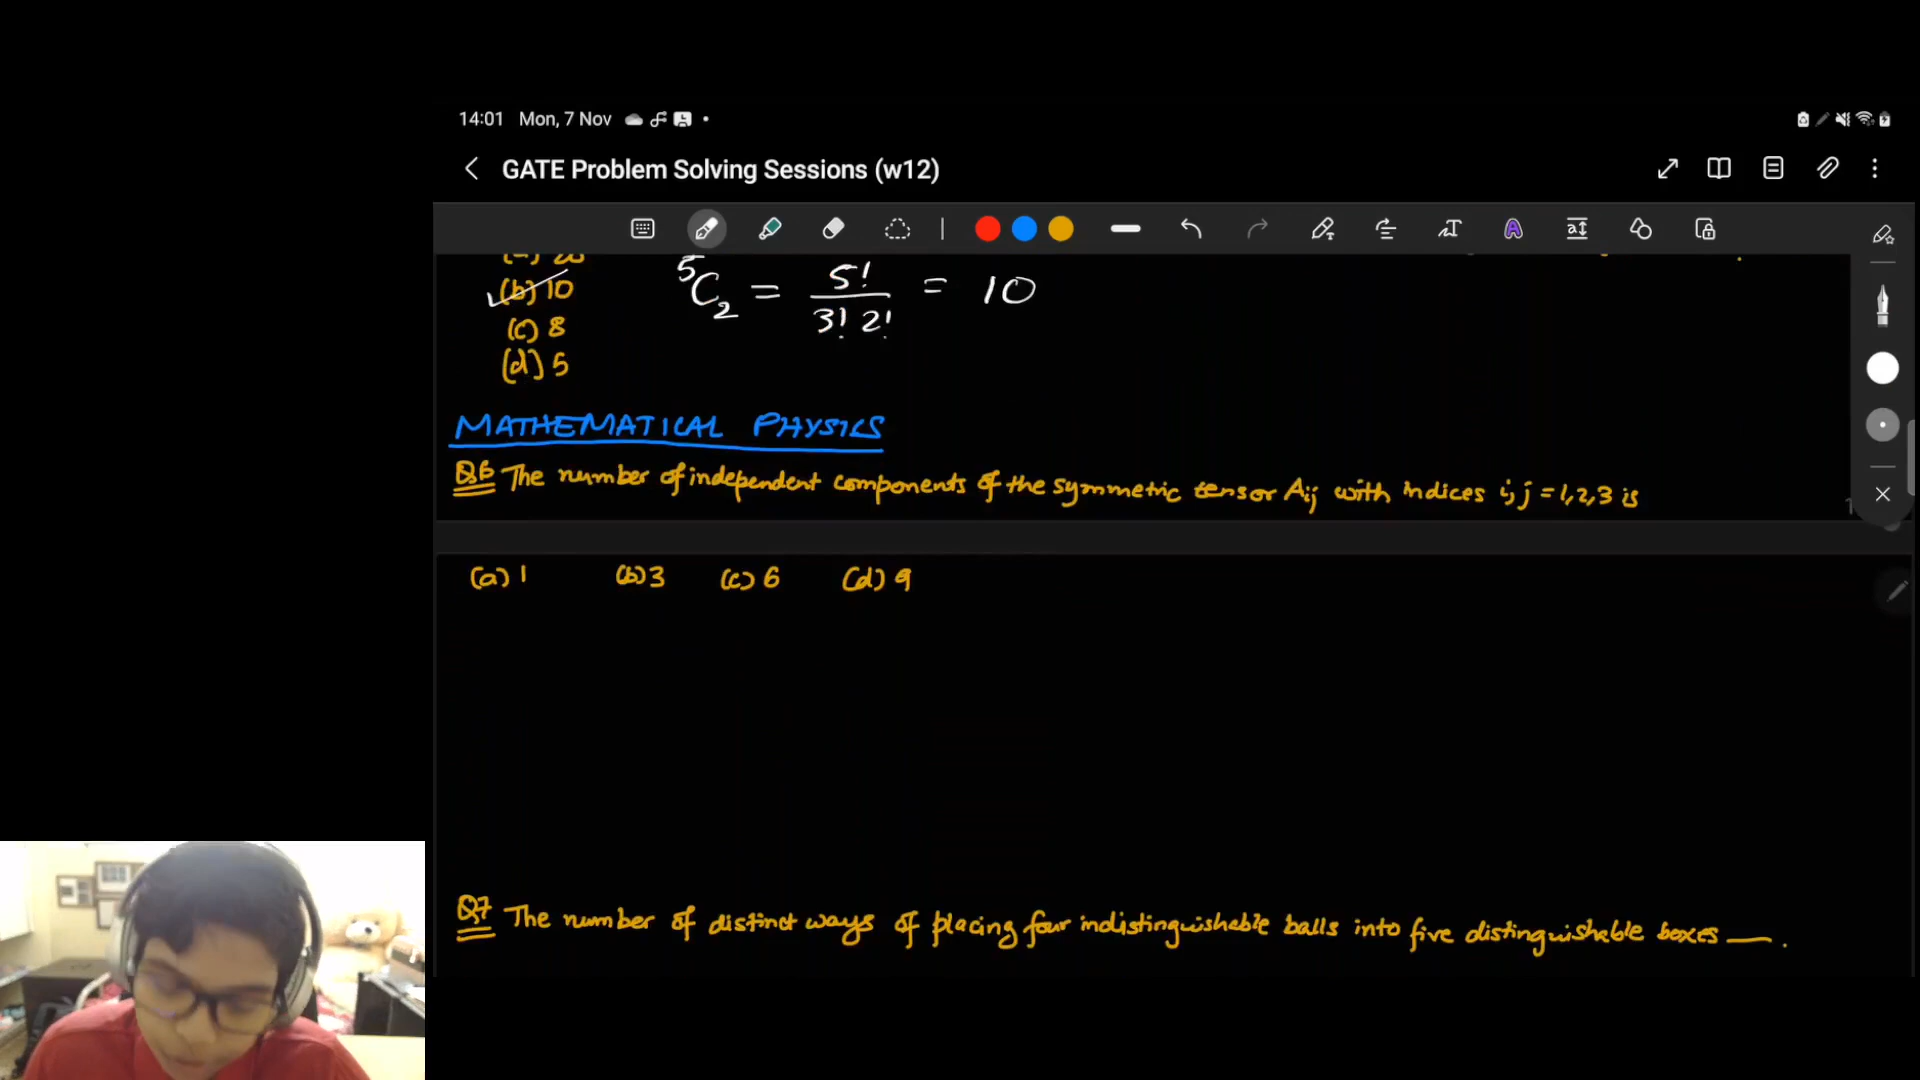 14:01 Mon, 7 Nov
GATE Problem Solving Sessions (w12)
(b) 10
⁵C₂ = 5! / 3! 2! = 10
(c) 8
(d) 5
MATHEMATICAL PHYSICS
Q6 The number of independent components of the symmetric tensor Aij with indices i, j = 1, 2, 3 is
(a) 1 (b) 3 (c) 6 (d) 9
Q7 The number of distinct ways of placing four indistinguishable balls into five distinguishable boxes ___ .